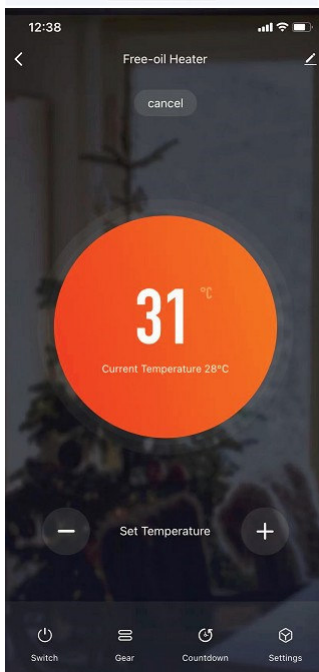 12:38
Free-oil Heater
cancel
31 °C
Current Temperature 28°C
Set Temperature
Switch Gear Countdown Settings